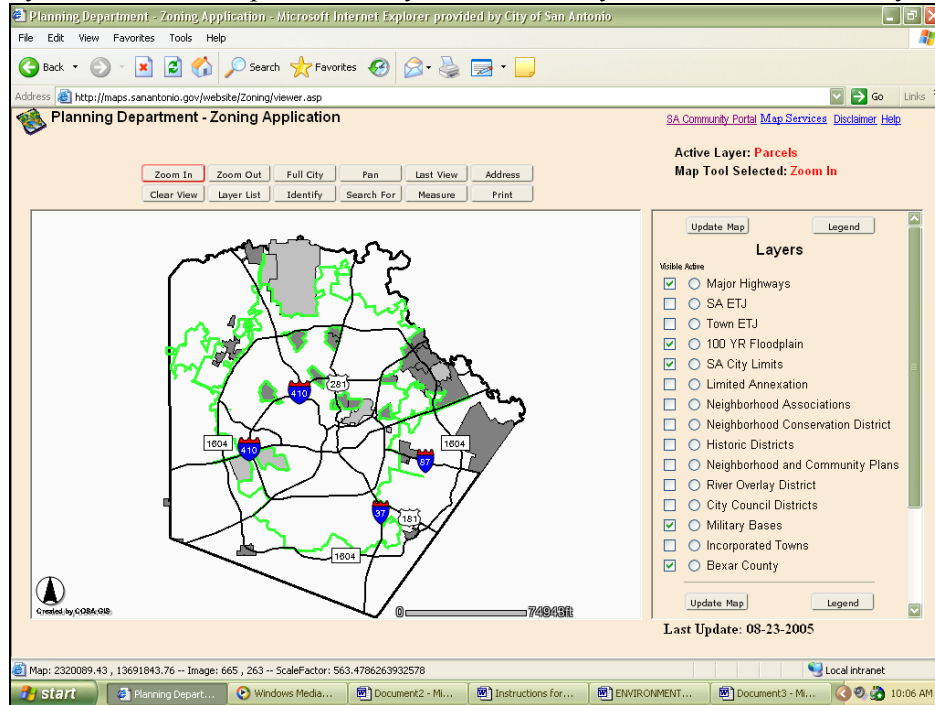 Planning Department - Zoning Application - Microsoft Internet Explorer provided by City of San Antonio
File Edit View Favorites Tools Help
Back Search Favorites
Address http://maps.sanantonio.gov/website/Zoning/viewer.asp Go Links
Planning Department - Zoning Application
SA Community Portal Map Services Disclaimer Help
Active Layer: Parcels
Map Tool Selected: Zoom In
Zoom In Zoom Out Full City Pan Last View Address
Clear View Layer List Identify Search For Measure Print
Update Map Legend
Layers
Visible Active
Major Highways
SA ETJ
Town ETJ
100 YR Floodplain
SA City Limits
Limited Annexation
Neighborhood Associations
Neighborhood Conservation District
Historic Districts
Neighborhood and Community Plans
River Overlay District
City Council Districts
Military Bases
Incorporated Towns
Bexar County
Update Map Legend
Last Update: 08-23-2005
281
410
1604
410
1604
87
37
181
1604
Created by COSA GIS
0 74943ft
Map: 2320089.43 , 13691843.76 -- Image: 665 , 263 -- ScaleFactor: 563.4786263932578
Local intranet
start Planning Depart... Windows Media... Document2 - Mi... Instructions for... ENVIRONMENT... Document3 - Mi... 10:06 AM